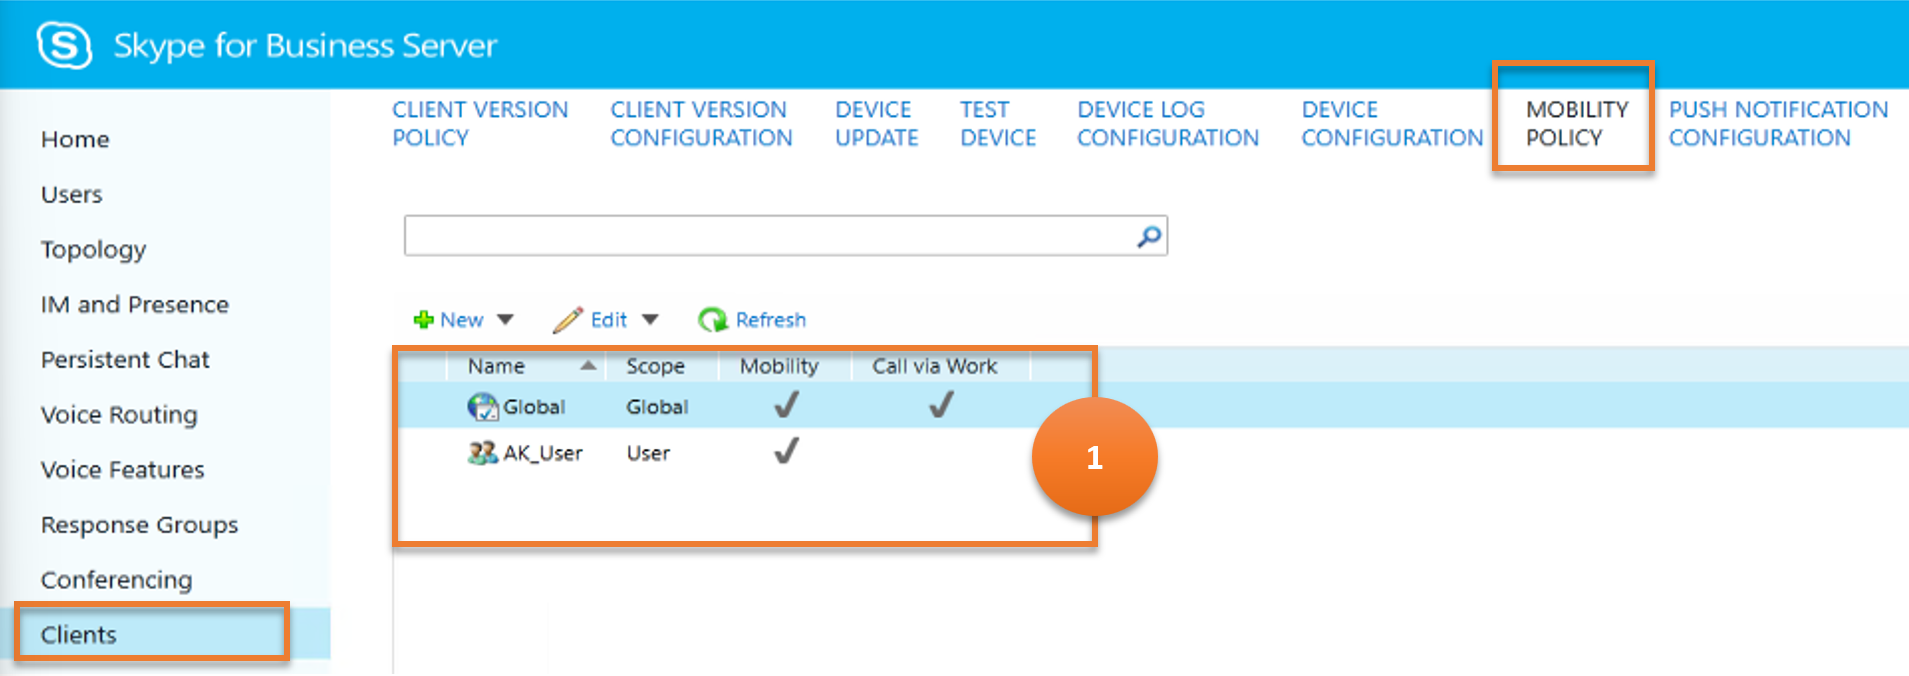 Skype for Business Server
Home
Users
Topology
IM and Presence
Persistent Chat
Voice Routing
Voice Features
Response Groups
Conferencing
Clients
CLIENT VERSION
POLICY
CLIENT VERSION
CONFIGURATION
DEVICE
UPDATE
TEST
DEVICE
DEVICE LOG
CONFIGURATION
DEVICE
CONFIGURATION
MOBILITY
POLICY
PUSH NOTIFICATION
CONFIGURATION
New Edit Refresh
Name Scope Mobility Call via Work
Global Global
AK_User User
1